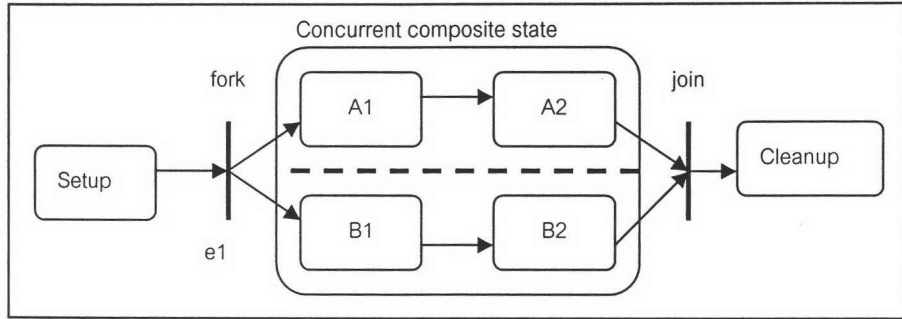 Concurrent composite state
fork
join
A1
A2
Setup
Cleanup
B1
B2
e1